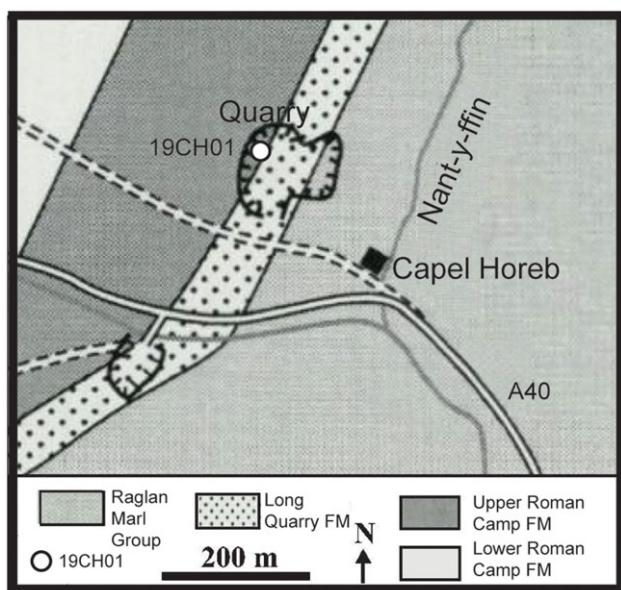 Quarry
19CH01
Nant-y-ffin
Capel Horeb
A40
Raglan
Marl
Group
Long
Quarry FM
Upper Roman
Camp FM
19CH01
200 m
N
Lower Roman
Camp FM